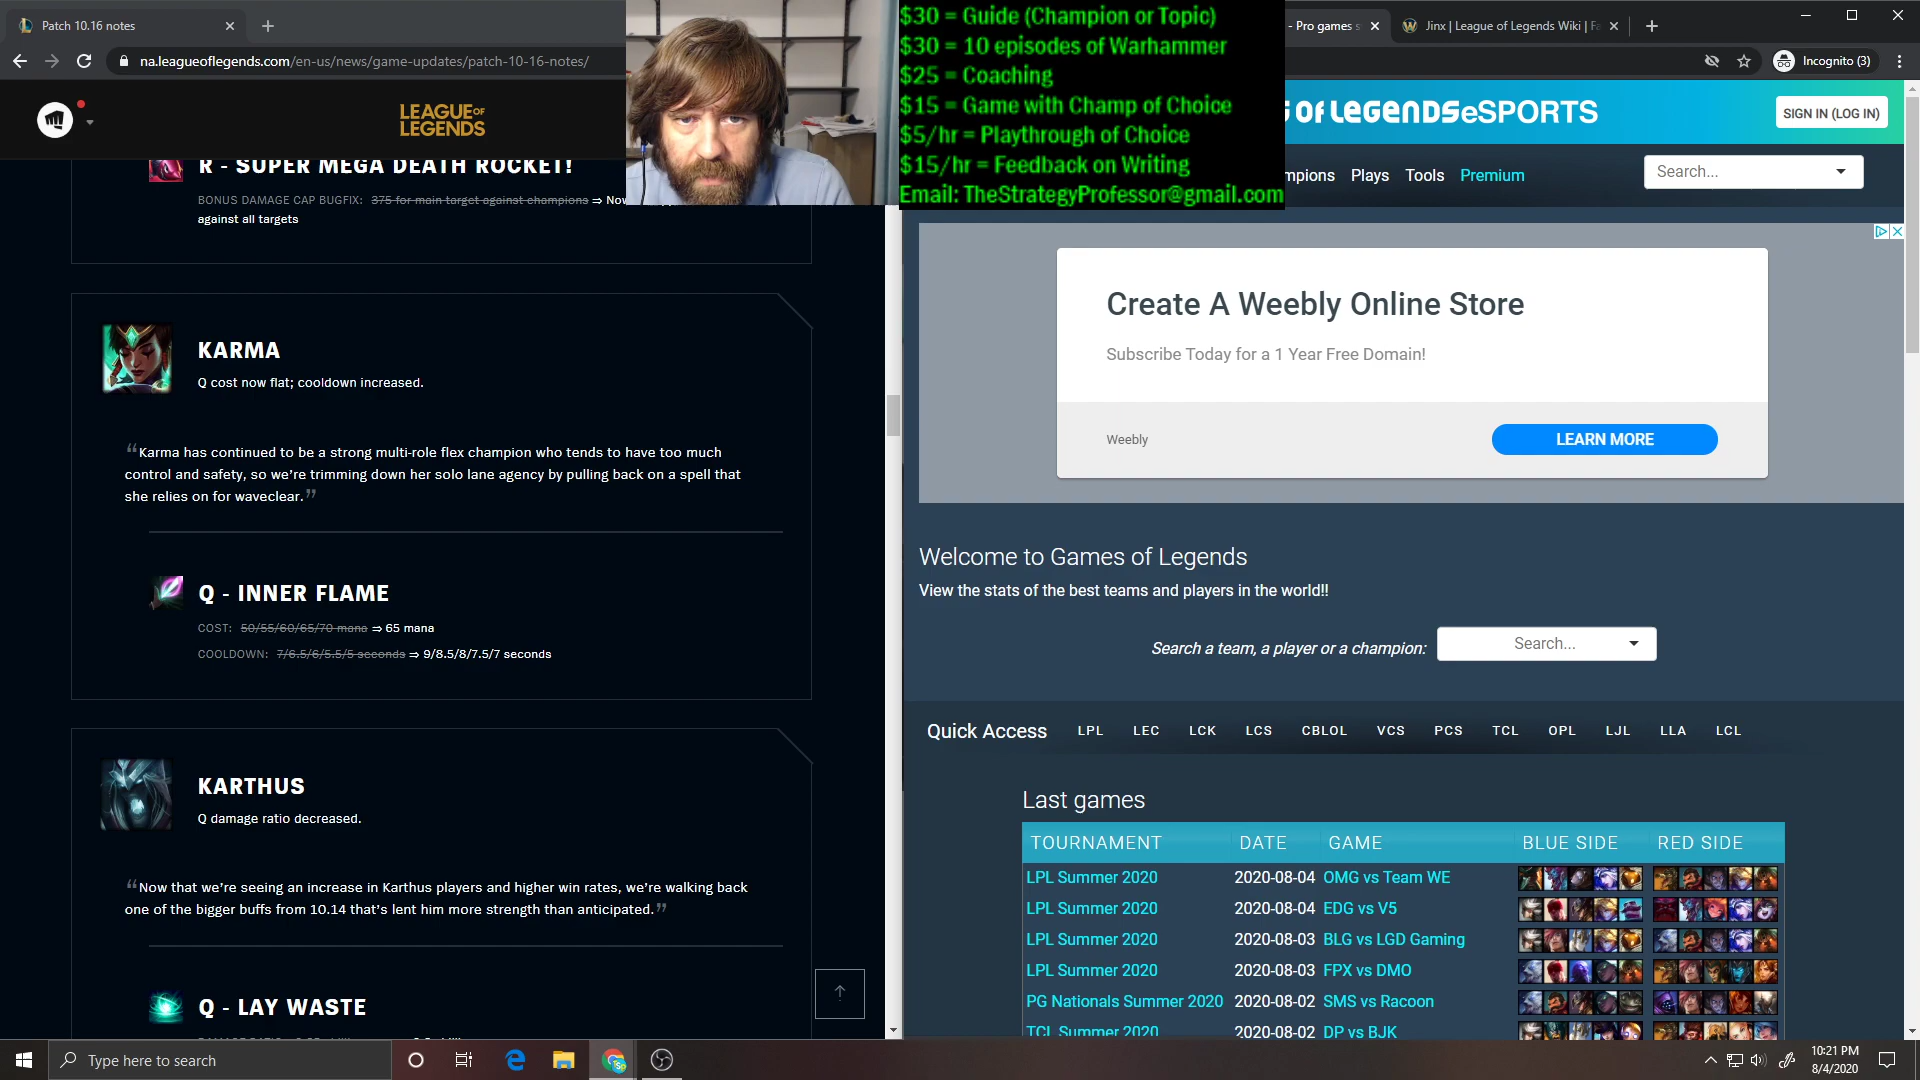 Patch 10.16 notes
na.leagueoflegends.com/en-us/news/game-updates/patch-10-16-notes/
LEAGUE OF
LEGENDS
R - SUPER MEGA DEATH ROCKET!
BONUS DAMAGE CAP BUGFIX: 375 for main target against champions ⇒ Now
against all targets
KARMA
Q cost now flat; cooldown increased.
“Karma has continued to be a strong multi-role flex champion who tends to have too much
control and safety, so we’re trimming down her solo lane agency by pulling back on a spell that
she relies on for waveclear.”
Q - INNER FLAME
COST: 50/55/60/65/70 mana ⇒ 65 mana
COOLDOWN: 7/6.5/6/5.5/5 seconds ⇒ 9/8.5/8/7.5/7 seconds
KARTHUS
Q damage ratio decreased.
“Now that we’re seeing an increase in Karthus players and higher win rates, we’re walking back
one of the bigger buffs from 10.14 that’s lent him more strength than anticipated.”
Q - LAY WASTE
$30 = Guide (Champion or Topic)
$30 = 10 episodes of Warhammer
$25 = Coaching
$15 = Game with Champ of Choice
$5/hr = Playthrough of Choice
$15/hr = Feedback on Writing
Email: TheStrategyProfessor@gmail.com
- Pro games s
Jinx | League of Legends Wiki | Fa
Incognito (3)
OF LEGENDS eSPORTS
SIGN IN (LOG IN)
mpions Plays Tools Premium
Search...
Create A Weebly Online Store
Subscribe Today for a 1 Year Free Domain!
Weebly
LEARN MORE
Welcome to Games of Legends
View the stats of the best teams and players in the world!!
Search a team, a player or a champion: Search...
Quick Access LPL LEC LCK LCS CBLOL VCS PCS TCL OPL LJL LLA LCL
Last games
TOURNAMENT DATE GAME BLUE SIDE RED SIDE
LPL Summer 2020 2020-08-04 OMG vs Team WE
LPL Summer 2020 2020-08-04 EDG vs V5
LPL Summer 2020 2020-08-03 BLG vs LGD Gaming
LPL Summer 2020 2020-08-03 FPX vs DMO
PG Nationals Summer 2020 2020-08-02 SMS vs Racoon
TCL Summer 2020 2020-08-02 DP vs BJK
Type here to search
10:21 PM
8/4/2020